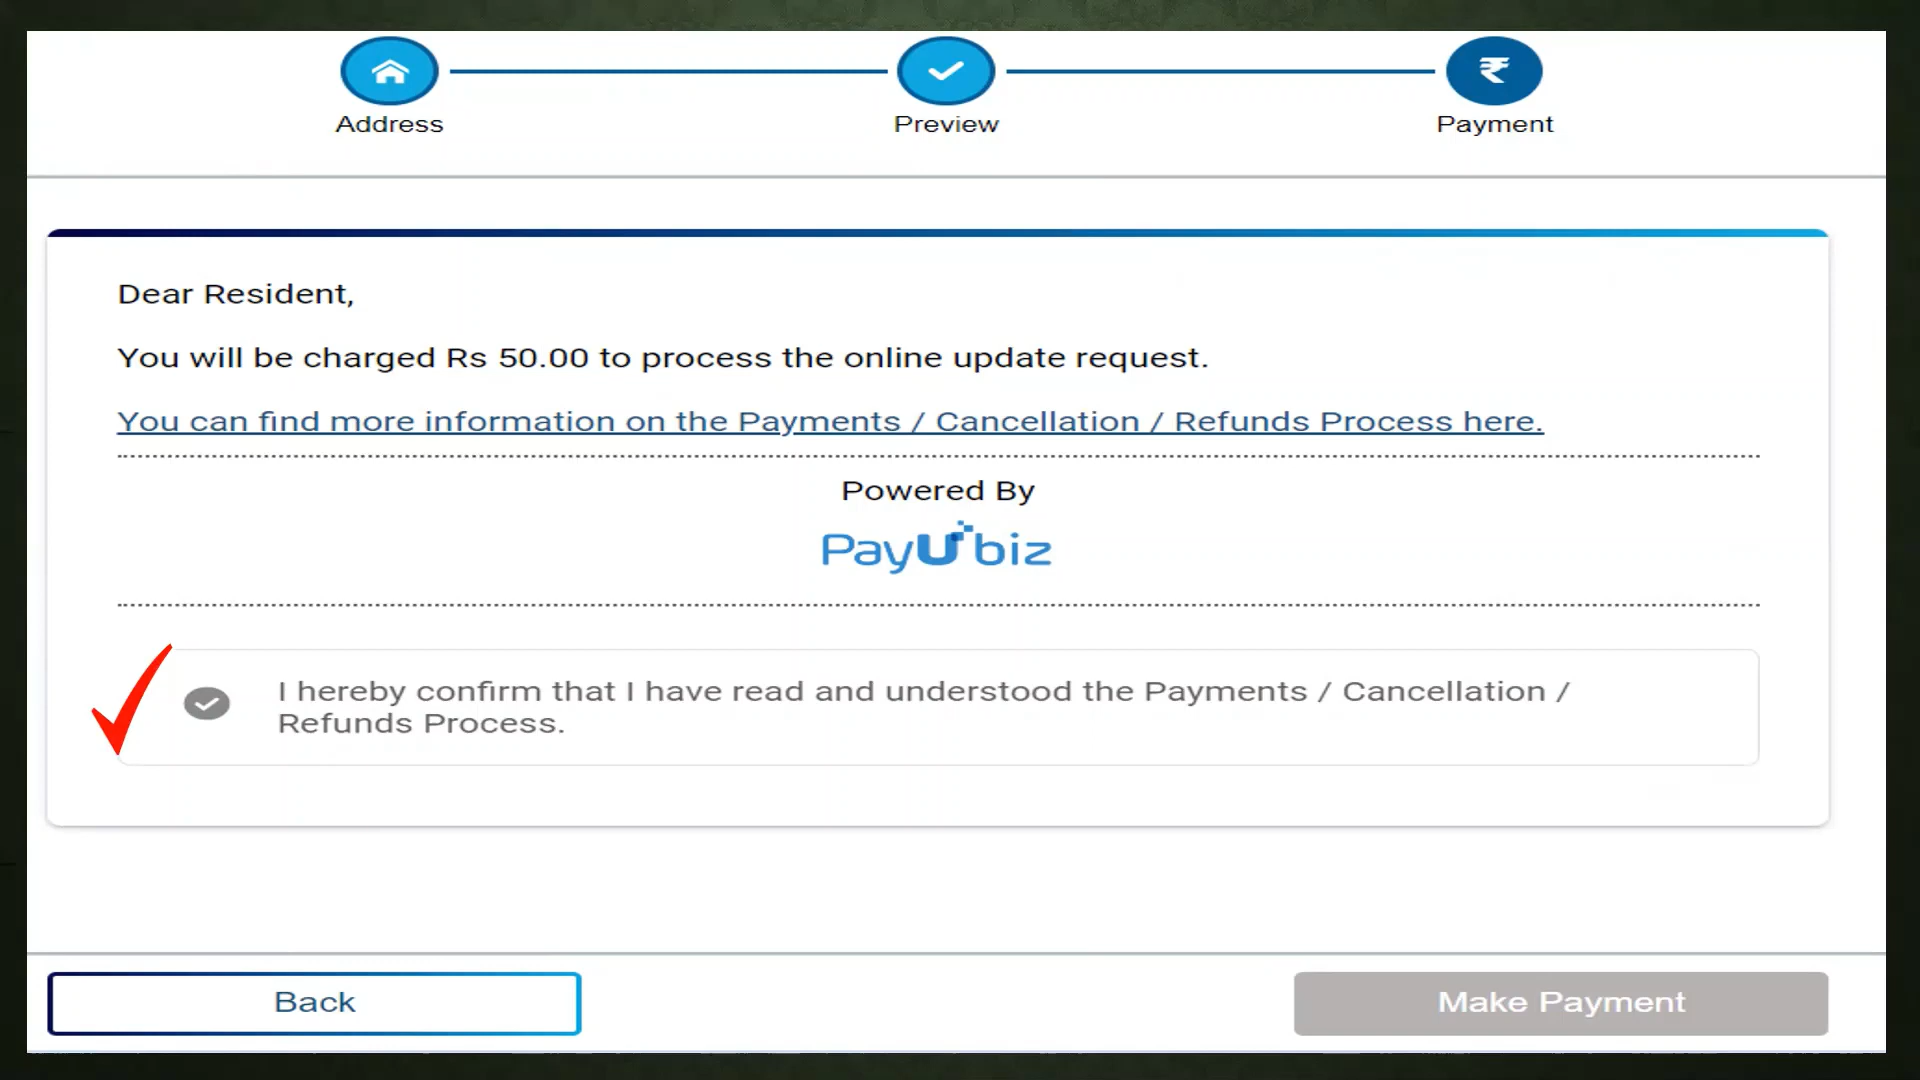 Address
Preview
₹
Payment
Dear Resident,
You will be charged Rs 50.00 to process the online update request.
You can find more information on the Payments / Cancellation / Refunds Process here.
Powered By
PayUbiz
I hereby confirm that I have read and understood the Payments / Cancellation /
Refunds Process.
Back
Make Payment